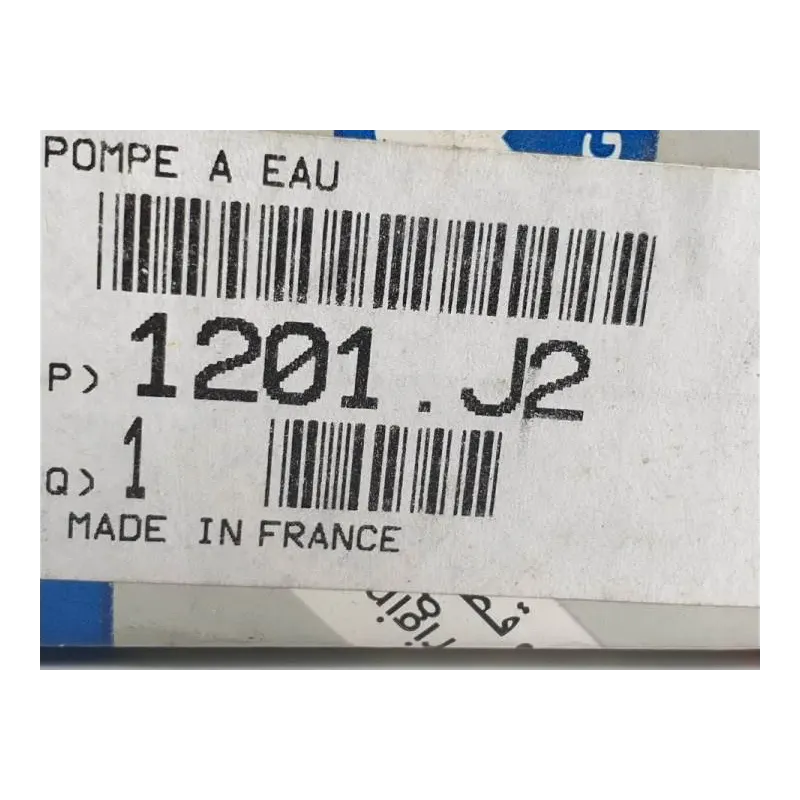 G
POMPE A EAU
P) 1201.J2
Q) 1
MADE IN FRANCE